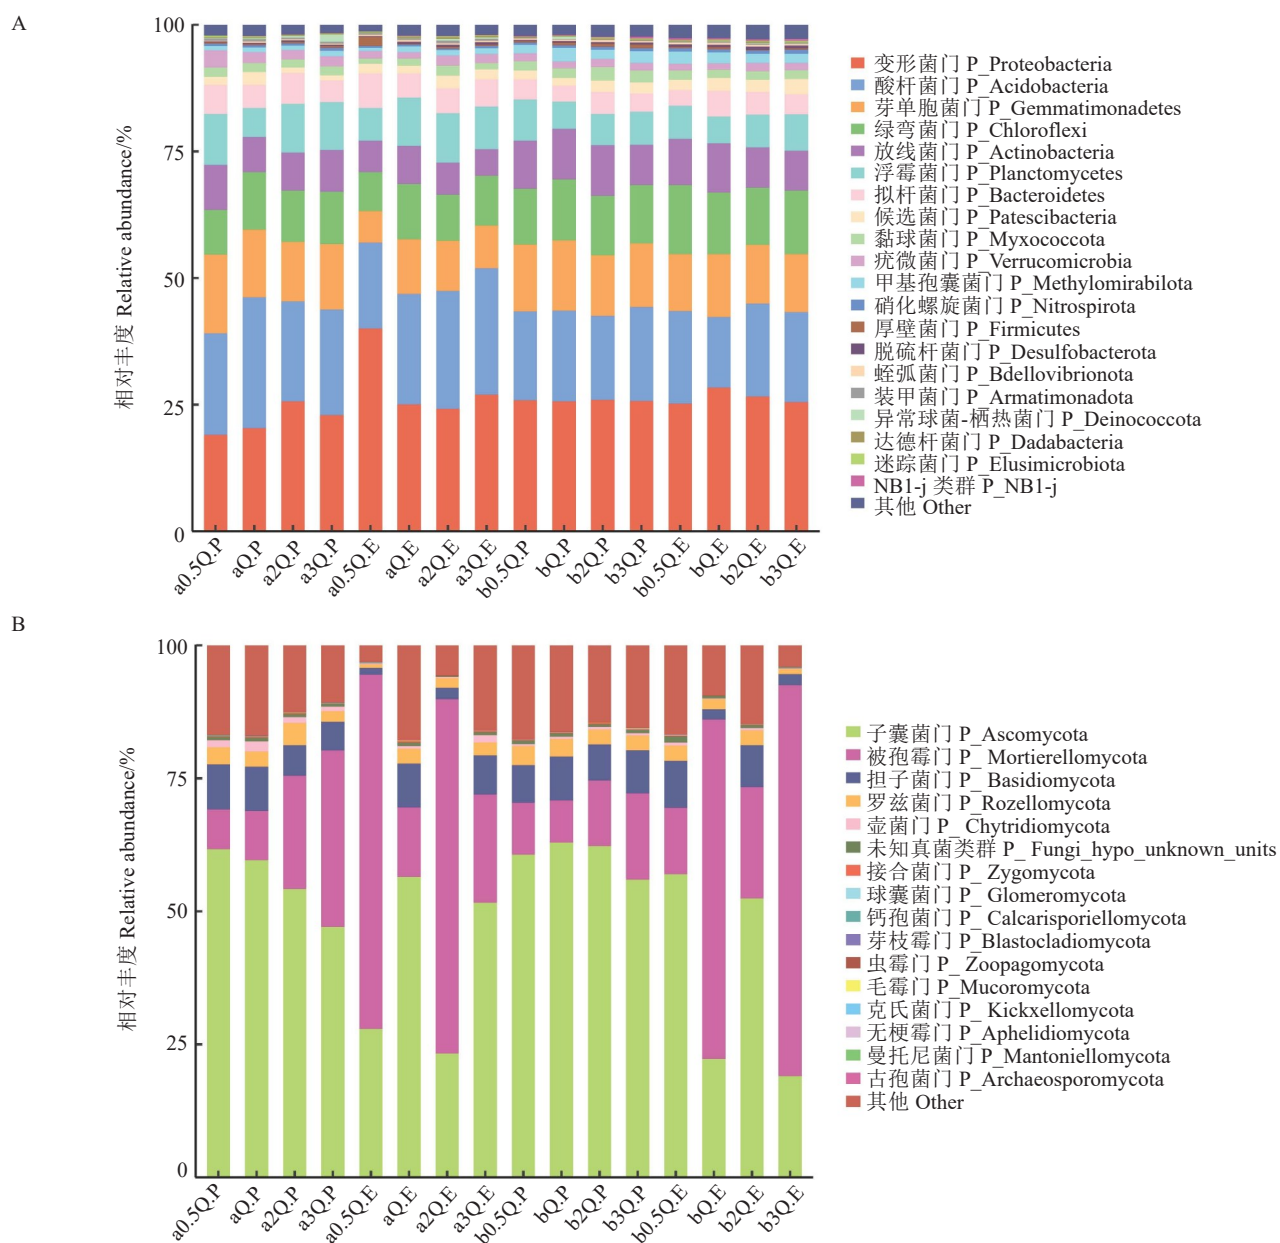 A
相对丰度 Relative abundance/%
100
75
50
25
0
a0.5Q.P
aQ.P
a2Q.P
a3Q.P
a0.5Q.E
aQ.E
a2Q.E
a3Q.E
b0.5Q.P
bQ.P
b2Q.P
b3Q.P
b0.5Q.E
bQ.E
b2Q.E
b3Q.E
变形菌门 P_Proteobacteria
酸杆菌门 P_Acidobacteria
芽单胞菌门 P_Gemmatimonadetes
绿弯菌门 P_Chloroflexi
放线菌门 P_Actinobacteria
浮霉菌门 P_Planctomycetes
拟杆菌门 P_Bacteroidetes
候选菌门 P_Patescibacteria
黏球菌门 P_Myxococcota
疣微菌门 P_Verrucomicrobia
甲基孢囊菌门 P_Methylomirabilota
硝化螺旋菌门 P_Nitrospirota
厚壁菌门 P_Firmicutes
脱硫杆菌门 P_Desulfobacterota
蛭弧菌门 P_Bdellovibrionota
装甲菌门 P_Armatimonadota
异常球菌-栖热菌门 P_Deinococcota
达德杆菌门 P_Dadabacteria
迷踪菌门 P_Elusimicrobiota
NB1-j 类群 P_NB1-j
其他 Other
B
相对丰度 Relative abundance/%
100
75
50
25
0
a0.5Q.P
aQ.P
a2Q.P
a3Q.P
a0.5Q.E
aQ.E
a2Q.E
a3Q.E
b0.5Q.P
bQ.P
b2Q.P
b3Q.P
b0.5Q.E
bQ.E
b2Q.E
b3Q.E
子囊菌门 P_Ascomycota
被孢霉门 P_ Mortierellomycota
担子菌门 P_ Basidiomycota
罗兹菌门 P_Rozellomycota
壶菌门 P_ Chytridiomycota
未知真菌类群 P_ Fungi_hypo_unknown_units
接合菌门 P_ Zygomycota
球囊菌门 P_ Glomeromycota
钙孢菌门 P_ Calcarisporiellomycota
芽枝霉门 P_Blastocladiomycota
虫霉门 P_ Zoopagomycota
毛霉门 P_Mucoromycota
克氏菌门 P_ Kickxellomycota
无梗霉门 P_Aphelidiomycota
曼托尼菌门 P_Mantoniellomycota
古孢菌门 P_Archaeosporomycota
其他 Other